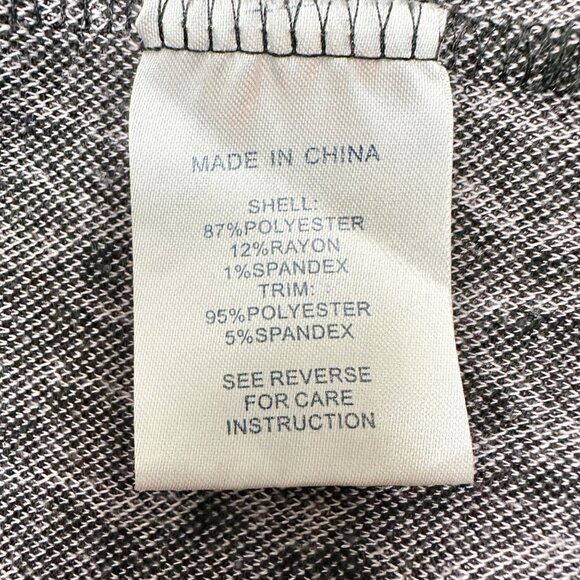 MADE IN CHINA
SHELL:
87%POLYESTER
12%RAYON
1%SPANDEX
TRIM:
95%POLYESTER
5%SPANDEX
SEE REVERSE
FOR CARE
INSTRUCTION